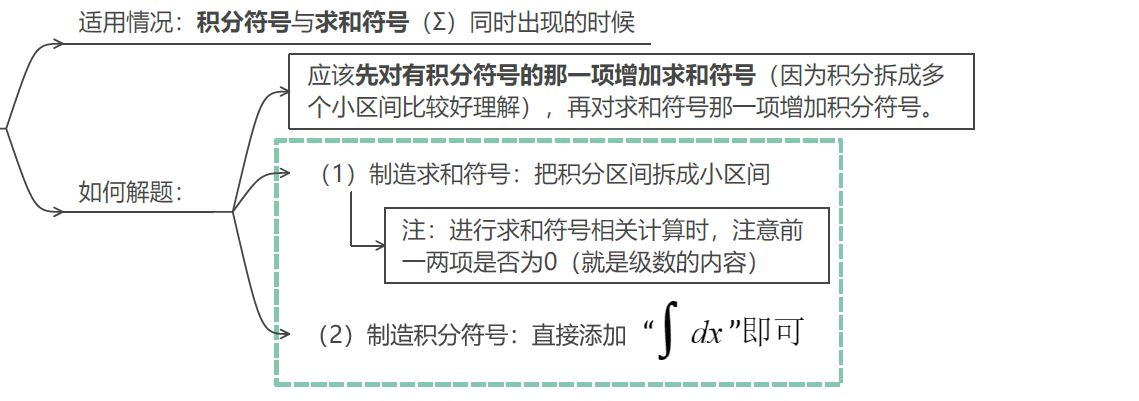 适用情况：积分符号与求和符号（Σ）同时出现的时候
应该先对有积分符号的那一项增加求和符号（因为积分拆成多
个小区间比较好理解），再对求和符号那一项增加积分符号。
如何解题：
（1）制造求和符号：把积分区间拆成小区间
注：进行求和符号相关计算时，注意前
一两项是否为0（就是级数的内容）
（2）制造积分符号：直接添加 “∫ dx”即可